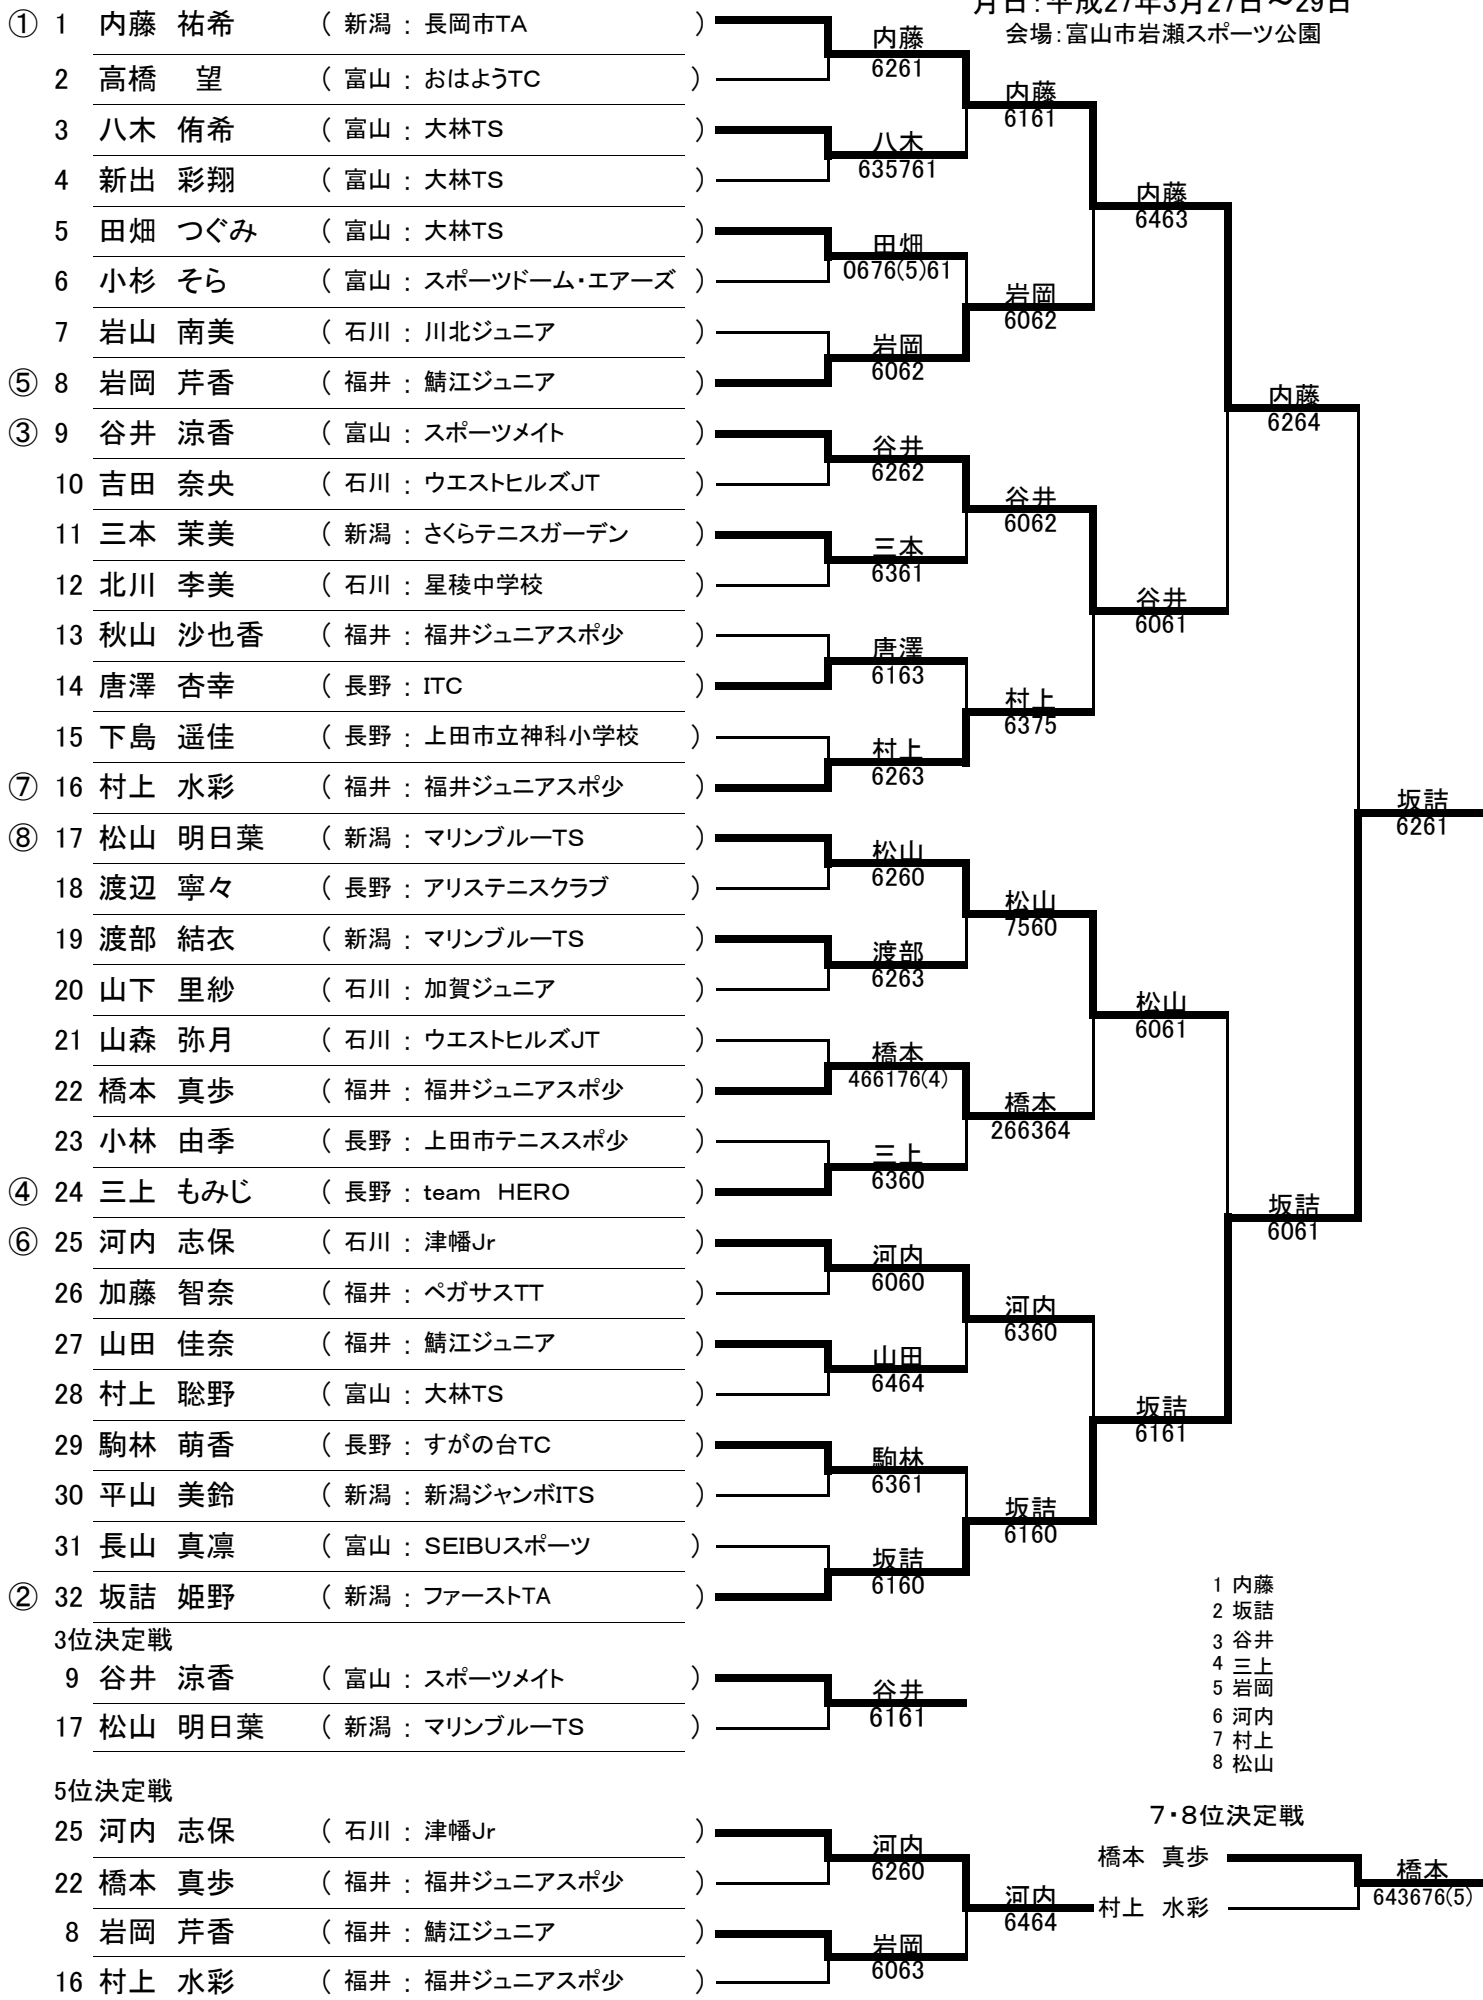 月日：平成27年3月27日～29日
会場：富山市岩瀬スポーツ公園
① 1 内藤 祐希 （ 新潟 ： 長岡市TA ）
内藤
6261
2 高橋 望 （ 富山 ： おはようTC ）
内藤
6161
3 八木 侑希 （ 富山 ： 大林TS ）
八木
635761
4 新出 彩翔 （ 富山 ： 大林TS ）
内藤
6463
5 田畑 つぐみ （ 富山 ： 大林TS ）
田畑
0676(5)61
6 小杉 そら （ 富山 ： スポーツドーム・エアーズ ）
岩岡
6062
7 岩山 南美 （ 石川 ： 川北ジュニア ）
岩岡
6062
⑤ 8 岩岡 芹香 （ 福井 ： 鯖江ジュニア ）
内藤
6264
③ 9 谷井 涼香 （ 富山 ： スポーツメイト ）
谷井
6262
10 吉田 奈央 （ 石川 ： ウエストヒルズJT ）
谷井
6062
11 三本 茉美 （ 新潟 ： さくらテニスガーデン ）
三本
6361
12 北川 李美 （ 石川 ： 星稜中学校 ）
谷井
6061
13 秋山 沙也香 （ 福井 ： 福井ジュニアスポ少 ）
唐澤
6163
14 唐澤 杏幸 （ 長野 ： ITC ）
村上
6375
15 下島 遥佳 （ 長野 ： 上田市立神科小学校 ）
村上
6263
⑦ 16 村上 水彩 （ 福井 ： 福井ジュニアスポ少 ）
坂詰
6261
⑧ 17 松山 明日葉 （ 新潟 ： マリンブルーTS ）
松山
6260
18 渡辺 寧々 （ 長野 ： アリステニスクラブ ）
松山
7560
19 渡部 結衣 （ 新潟 ： マリンブルーTS ）
渡部
6263
20 山下 里紗 （ 石川 ： 加賀ジュニア ）
松山
6061
21 山森 弥月 （ 石川 ： ウエストヒルズJT ）
橋本
466176(4)
22 橋本 真歩 （ 福井 ： 福井ジュニアスポ少 ）
橋本
266364
23 小林 由季 （ 長野 ： 上田市テニススポ少 ）
三上
6360
④ 24 三上 もみじ （ 長野 ： team HERO ）
坂詰
6061
⑥ 25 河内 志保 （ 石川 ： 津幡Jr ）
河内
6060
26 加藤 智奈 （ 福井 ： ペガサスTT ）
河内
6360
27 山田 佳奈 （ 福井 ： 鯖江ジュニア ）
山田
6464
28 村上 聡野 （ 富山 ： 大林TS ）
坂詰
6161
29 駒林 萌香 （ 長野 ： すがの台TC ）
駒林
6361
30 平山 美鈴 （ 新潟 ： 新潟ジャンボITS ）
坂詰
6160
31 長山 真凛 （ 富山 ： SEIBUスポーツ ）
坂詰
6160
② 32 坂詰 姫野 （ 新潟 ： ファーストTA ）
1 内藤
2 坂詰
3 谷井
4 三上
5 岩岡
6 河内
7 村上
8 松山
3位決定戦
9 谷井 涼香 （ 富山 ： スポーツメイト ）
谷井
6161
17 松山 明日葉 （ 新潟 ： マリンブルーTS ）
5位決定戦
25 河内 志保 （ 石川 ： 津幡Jr ）
河内
6260
22 橋本 真歩 （ 福井 ： 福井ジュニアスポ少 ）
河内
6464
8 岩岡 芹香 （ 福井 ： 鯖江ジュニア ）
岩岡
6063
16 村上 水彩 （ 福井 ： 福井ジュニアスポ少 ）
7・8位決定戦
橋本 真歩
橋本
643676(5)
村上 水彩